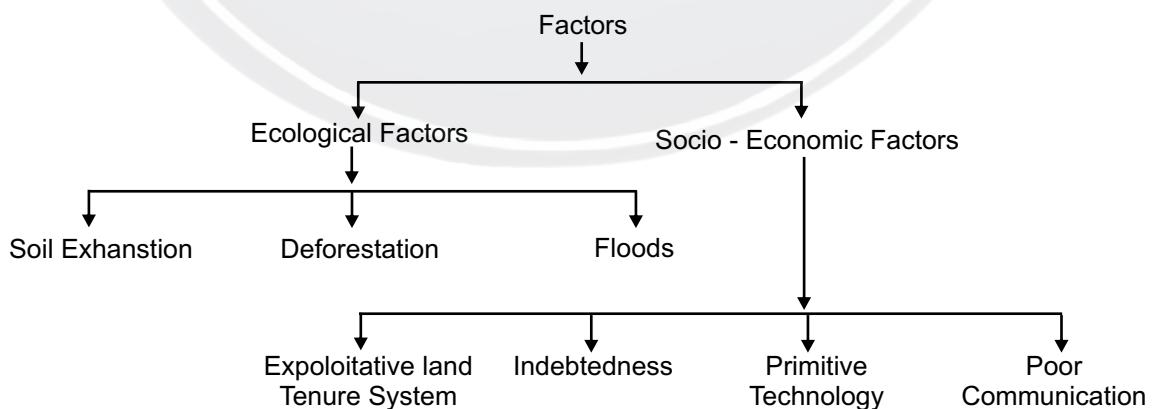 Factors
Ecological Factors
Socio - Economic Factors
Soil Exhanstion
Deforestation
Floods
Expoloitative land
Tenure System
Indebtedness
Primitive
Technology
Poor
Communication